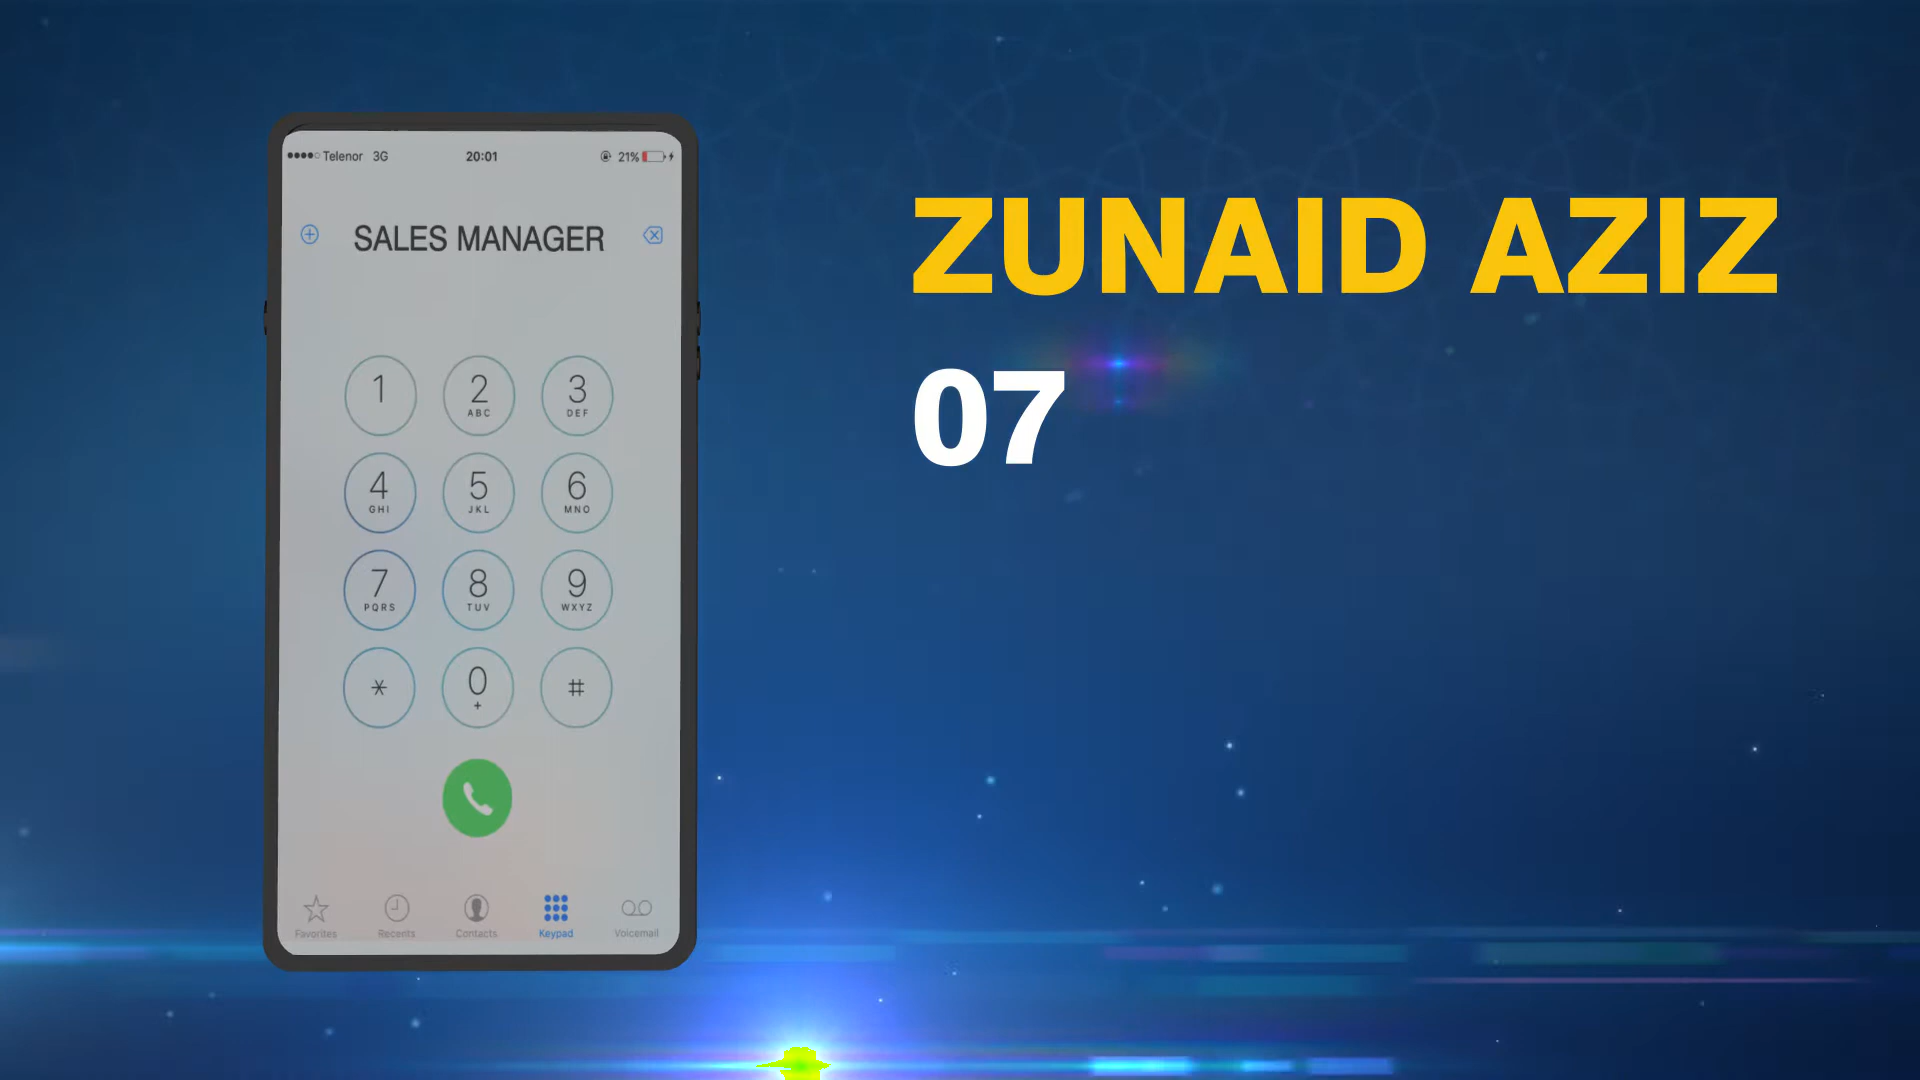 Telenor 3G 20:01 21%
SALES MANAGER
ZUNAID AZIZ
07
1 2 3
ABC DEF
4 5 6
GHI JKL MNO
7 8 9
PQRS TUV WXYZ
* 0 #
+
Favorites Recents Contacts Keypad Voicemail